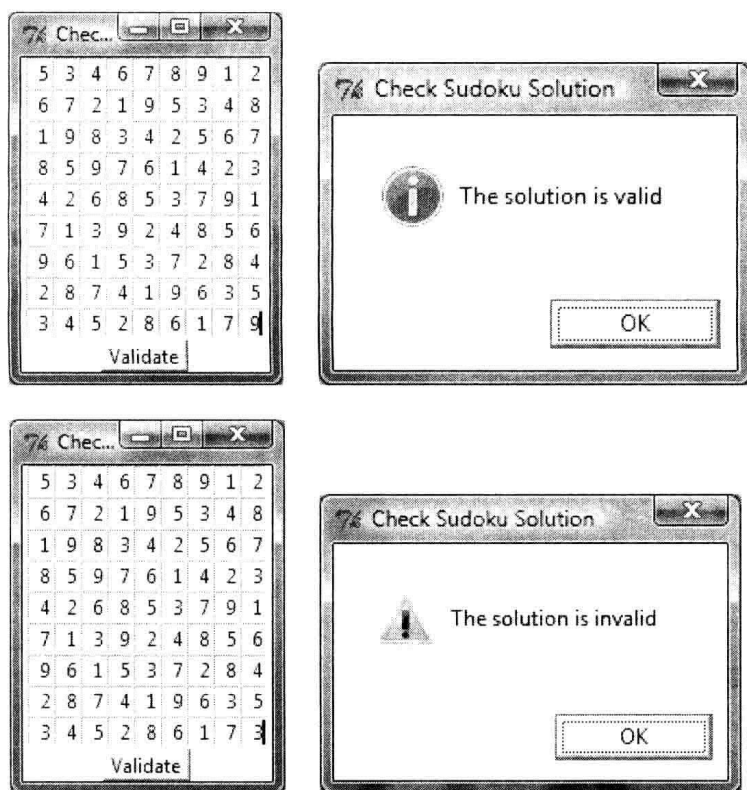 Chec...
5 3 4 6 7 8 9 1 2
6 7 2 1 9 5 3 4 8
1 9 8 3 4 2 5 6 7
8 5 9 7 6 1 4 2 3
4 2 6 8 5 3 7 9 1
7 1 3 9 2 4 8 5 6
9 6 1 5 3 7 2 8 4
2 8 7 4 1 9 6 3 5
3 4 5 2 8 6 1 7 9
Validate
Check Sudoku Solution
The solution is valid
OK
Chec...
5 3 4 6 7 8 9 1 2
6 7 2 1 9 5 3 4 8
1 9 8 3 4 2 5 6 7
8 5 9 7 6 1 4 2 3
4 2 6 8 5 3 7 9 1
7 1 3 9 2 4 8 5 6
9 6 1 5 3 7 2 8 4
2 8 7 4 1 9 6 3 5
3 4 5 2 8 6 1 7 3
Validate
Check Sudoku Solution
The solution is invalid
OK